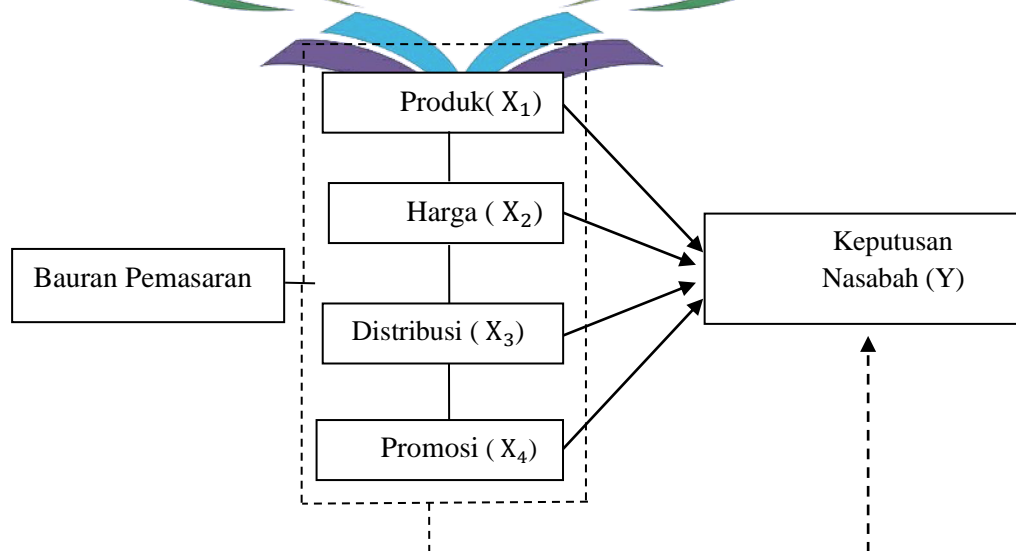 Produk( X₁)
Harga ( X₂)
Bauran Pemasaran
Distribusi ( X₃)
Promosi ( X₄)
Keputusan
Nasabah (Y)